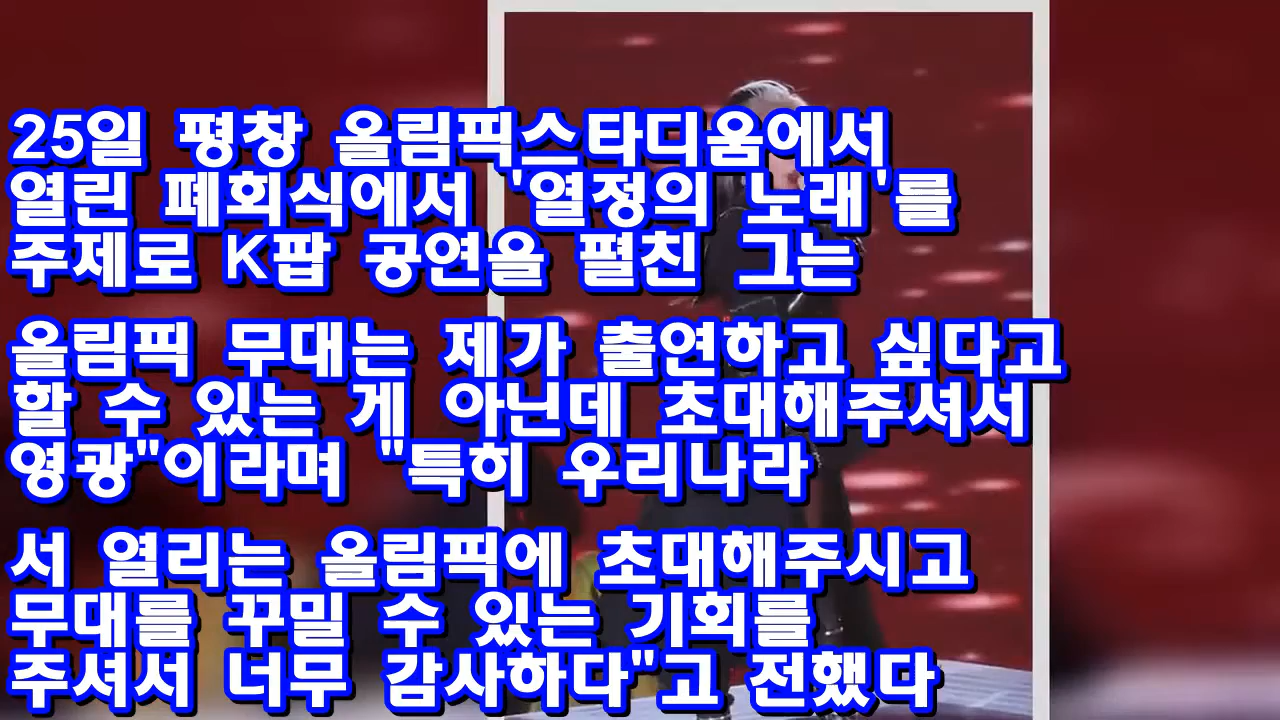 25일 평창 올림픽스타디움에서
열린 폐회식에서 '열정의 노래'를
주제로 K팝 공연을 펼친 그는
올림픽 무대는 제가 출연하고 싶다고
할 수 있는 게 아닌데 초대해주셔서
영광"이라며 "특히 우리나라
서 열리는 올림픽에 초대해주시고
무대를 꾸밀 수 있는 기회를
주셔서 너무 감사하다"고 전했다